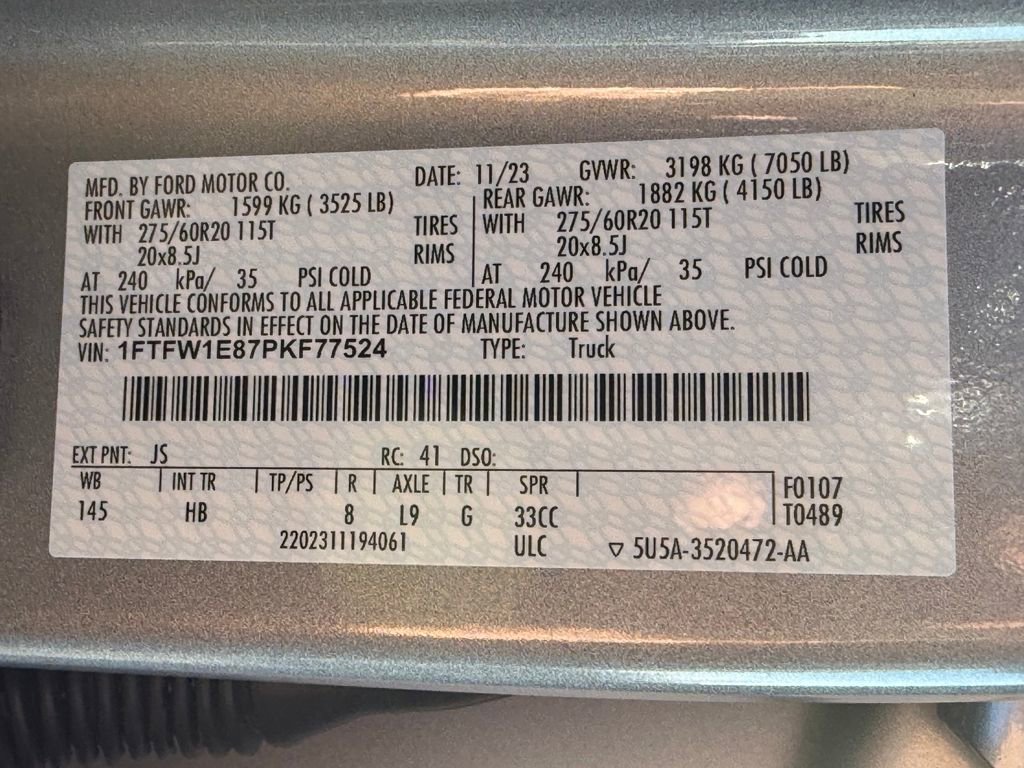 MFD. BY FORD MOTOR CO. DATE: 11/23 GVWR: 3198 KG ( 7050 LB)
FRONT GAWR: 1599 KG ( 3525 LB) REAR GAWR: 1882 KG ( 4150 LB)
WITH 275/60R20 115T TIRES WITH 275/60R20 115T TIRES
20x8.5J RIMS 20x8.5J RIMS
AT 240 kPa/ 35 PSI COLD AT 240 kPa/ 35 PSI COLD
THIS VEHICLE CONFORMS TO ALL APPLICABLE FEDERAL MOTOR VEHICLE
SAFETY STANDARDS IN EFFECT ON THE DATE OF MANUFACTURE SHOWN ABOVE.
VIN: 1FTFW1E87PKF77524 TYPE: Truck
EXT PNT: JS RC: 41 DSO:
WB INT TR TP/PS R AXLE TR SPR F0107
145 HB 8 L9 G 33CC T0489
2202311194061 ULC ▽ 5U5A-3520472-AA